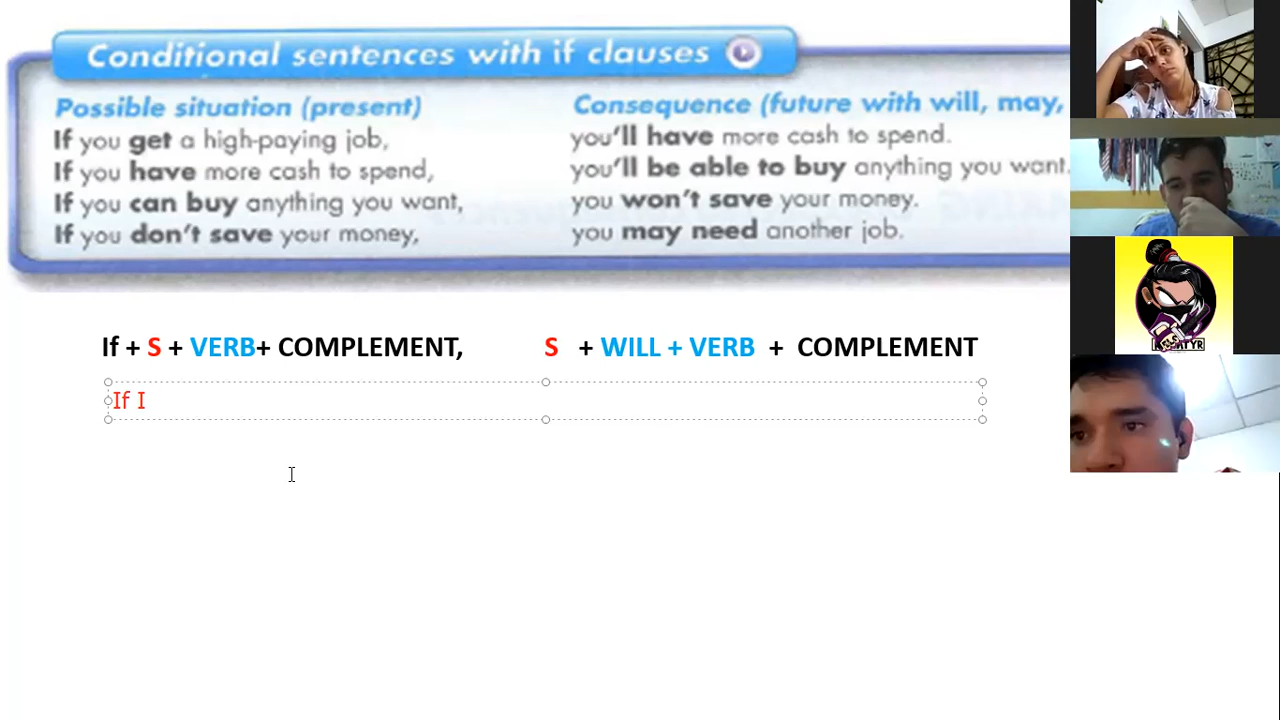 Conditional sentences with if clauses
Possible situation (present) Consequence (future with will, may,
If you get a high-paying job, you'll have more cash to spend.
If you have more cash to spend, you'll be able to buy anything you want.
If you can buy anything you want, you won't save your money.
If you don't save your money, you may need another job.
If + S + VERB+ COMPLEMENT, S + WILL + VERB + COMPLEMENT
If I